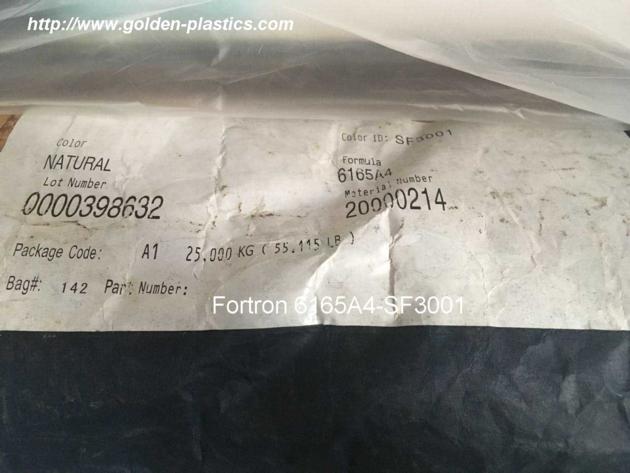 http://www.golden-plastics.com
Color
NATURAL
Lot Number
0000398632
Color ID: SF3001
Formula
6165A4
Material Number
20000214
Package Code: A1 25.000 KG ( 55.115 LB )
Bag#: 142 Part Number:
Fortron 6165A4-SF3001